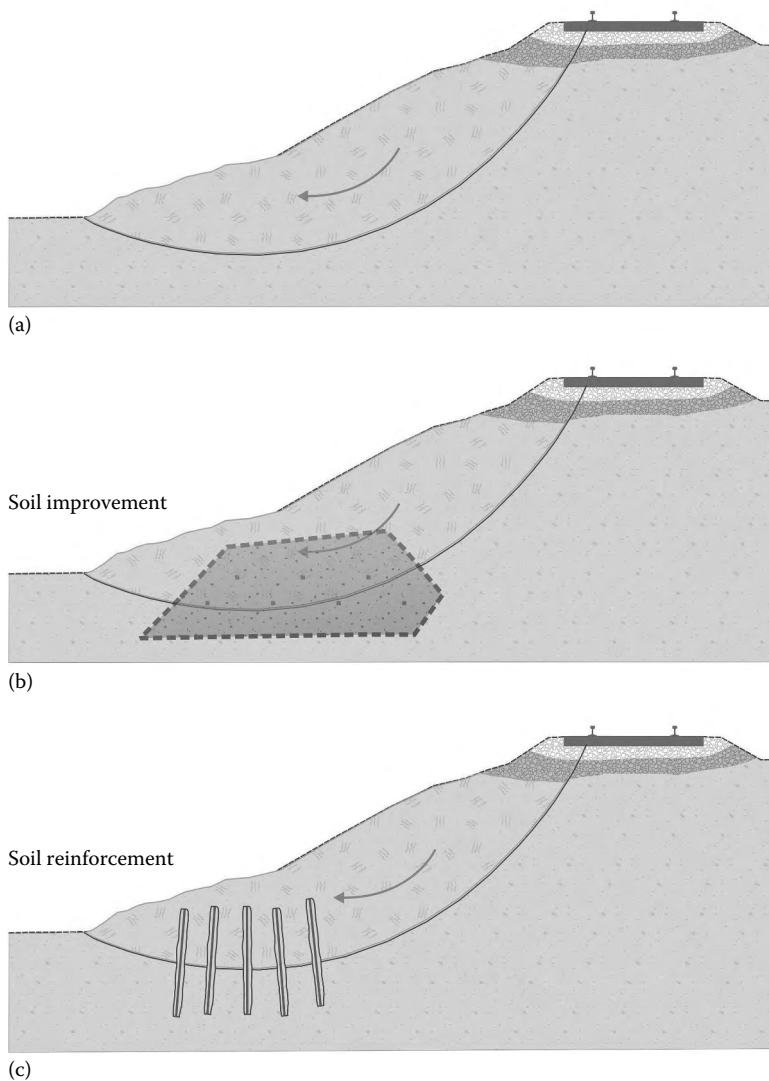 (a)
Soil improvement
(b)
Soil reinforcement
(c)